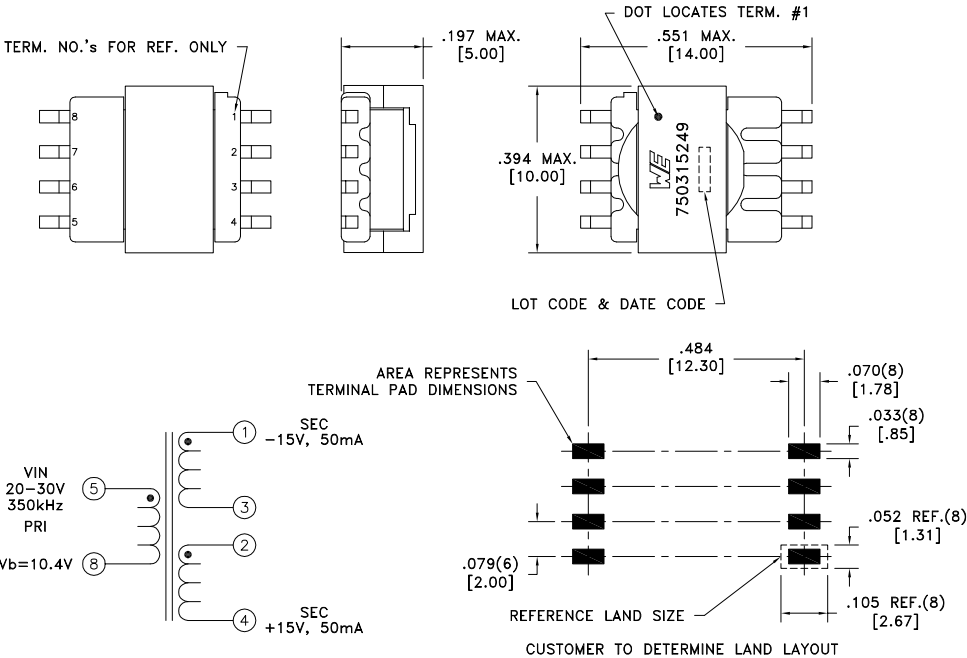 DOT LOCATES TERM. #1
TERM. NO.'s FOR REF. ONLY
.197 MAX.
[5.00]
.551 MAX.
[14.00]
8
7
6
5
1
2
3
4
.394 MAX.
[10.00]
WE
750315249
LOT CODE & DATE CODE
.484
[12.30]
AREA REPRESENTS
TERMINAL PAD DIMENSIONS
.070(8)
[1.78]
.033(8)
[.85]
SEC
-15V, 50mA
1
VIN
20-30V
350kHz
PRI
5
3
2
Vb=10.4V
8
4
SEC
+15V, 50mA
.052 REF.(8)
[1.31]
.079(6)
[2.00]
REFERENCE LAND SIZE
.105 REF.(8)
[2.67]
CUSTOMER TO DETERMINE LAND LAYOUT